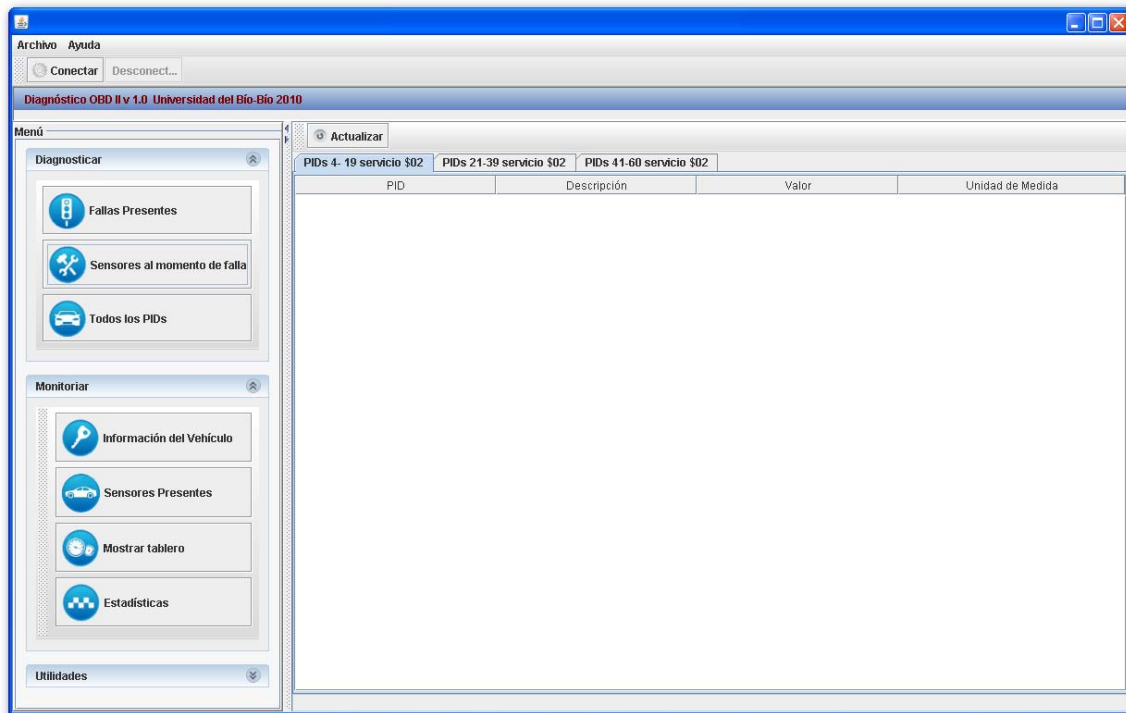 Archivo Ayuda
Conectar Desconect...
Diagnóstico OBD II v 1.0 Universidad del Bío-Bío 2010
Menú
Diagnosticar
Fallas Presentes
Sensores al momento de falla
Todos los PIDs
Monitoriar
Información del Vehículo
Sensores Presentes
Mostrar tablero
Estadísticas
Utilidades
Actualizar
PIDs 4- 19 servicio $02 PIDs 21-39 servicio $02 PIDs 41-60 servicio $02
PID Descripción Valor Unidad de Medida